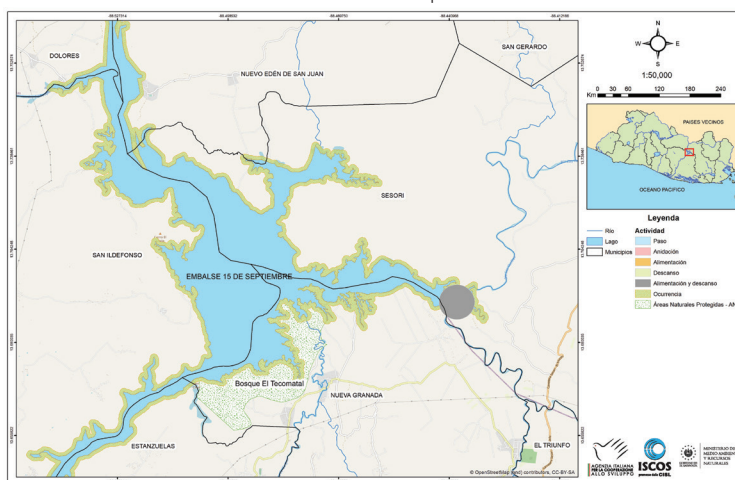 DOLORES
NUEVO EDÉN DE SAN JUAN
SAN GERARDO
SESORI
SAN ILDEFONSO
EMBALSE 15 DE SEPTIEMBRE
Bosque El Tecomatal
NUEVA GRANADA
ESTANZUELAS
EL TRIUNFO
© OpenStreetMap (and) contributors, CC-BY-SA
N
W E
S
1:50,000
Km 0 30 60 120 180 240
PAISES VECINOS
OCEANO PACIFICO
Leyenda
Río
Lago
Municipios
Actividad
Paso
Anidación
Alimentación
Descanso
Alimentación y descanso
Ocurrencia
Áreas Naturales Protegidas - AN
AGENZIA ITALIANA
PER LA COOPERAZIONE
ALLO SVILUPPO
ISCOS
CISL
MINISTERIO DE
MEDIO AMBIEN
Y RECURSOS
NATURALES